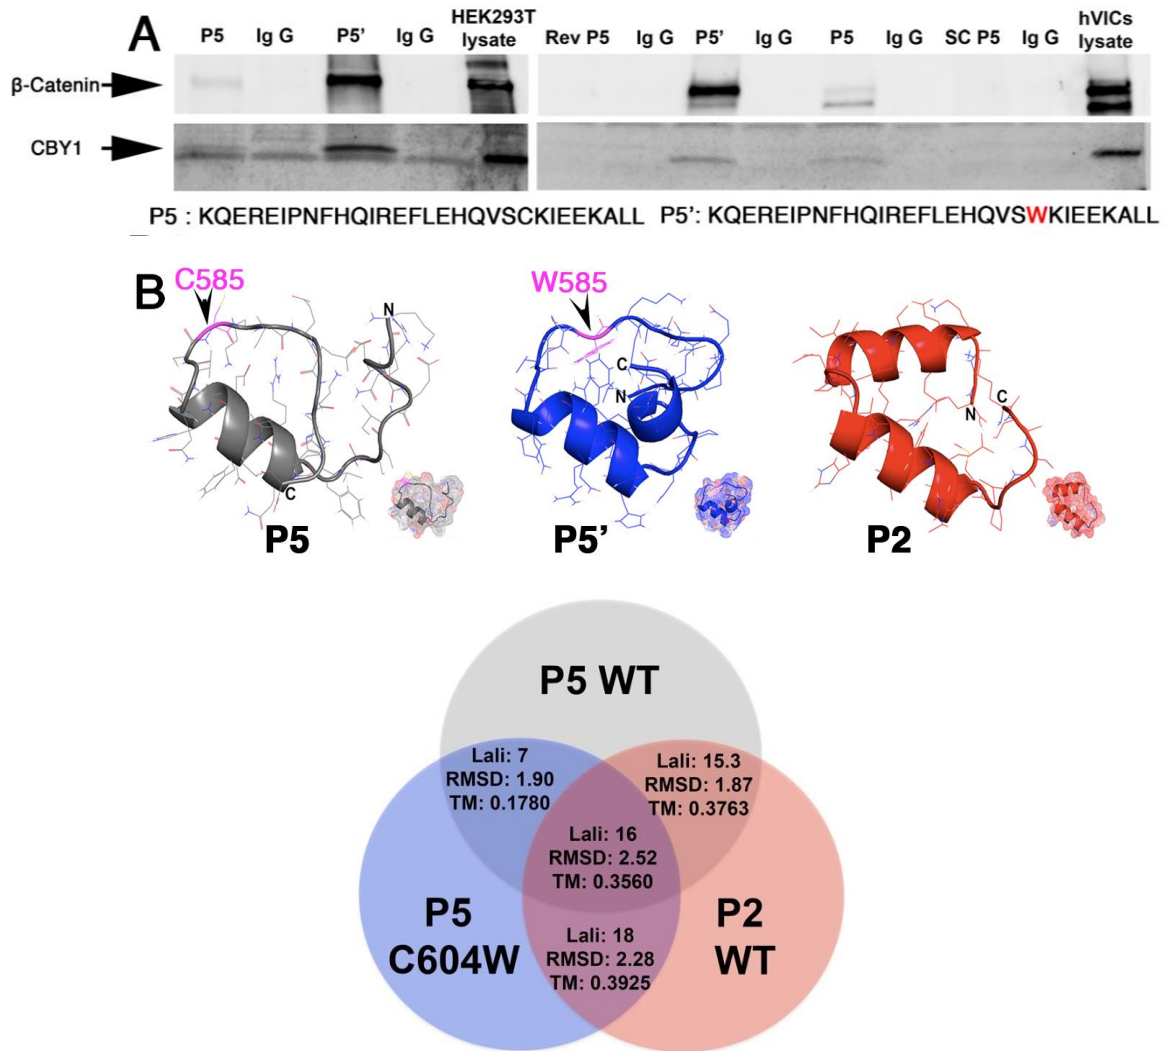 A
P5 Ig G P5’ Ig G HEK293T lysate Rev P5 Ig G P5’ Ig G P5 Ig G SC P5 Ig G hVICs lysate
β-Catenin
CBY1
P5 : KQEREIPNFHQIREFLEHQVSCKIEEKALL P5’: KQEREIPNFHQIREFLEHQVSWKIEEKALL
B
C585
N
C
P5
W585
C
N
P5’
N
C
P2
P5 WT
Lali: 7
RMSD: 1.90
TM: 0.1780
Lali: 15.3
RMSD: 1.87
TM: 0.3763
Lali: 16
RMSD: 2.52
TM: 0.3560
P5
C604W
P2
WT
Lali: 18
RMSD: 2.28
TM: 0.3925